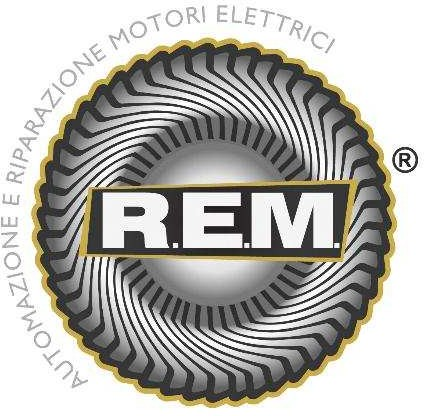 AUTOMAZIONE E RIPARAZIONE MOTORI ELETTRICI
R.E.M.
®